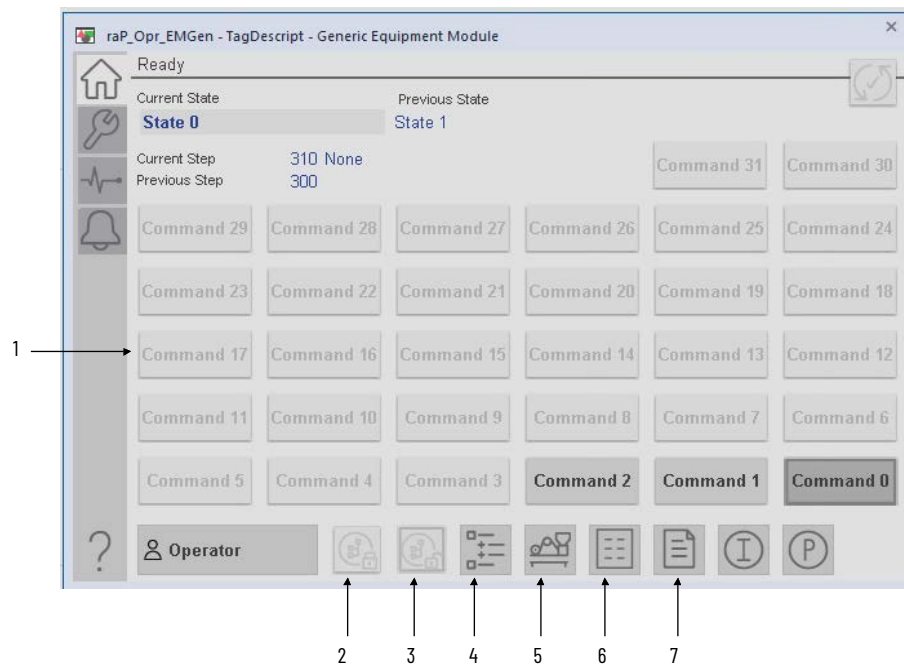 raP_Opr_EMGen - TagDescript - Generic Equipment Module
Ready
Current State Previous State
State 0 State 1
Current Step 310 None
Previous Step 300
Command 31 Command 30
Command 29 Command 28 Command 27 Command 26 Command 25 Command 24
Command 23 Command 22 Command 21 Command 20 Command 19 Command 18
1 Command 17 Command 16 Command 15 Command 14 Command 13 Command 12
Command 11 Command 10 Command 9 Command 8 Command 7 Command 6
Command 5 Command 4 Command 3 Command 2 Command 1 Command 0
? Operator I P
2 3 4 5 6 7